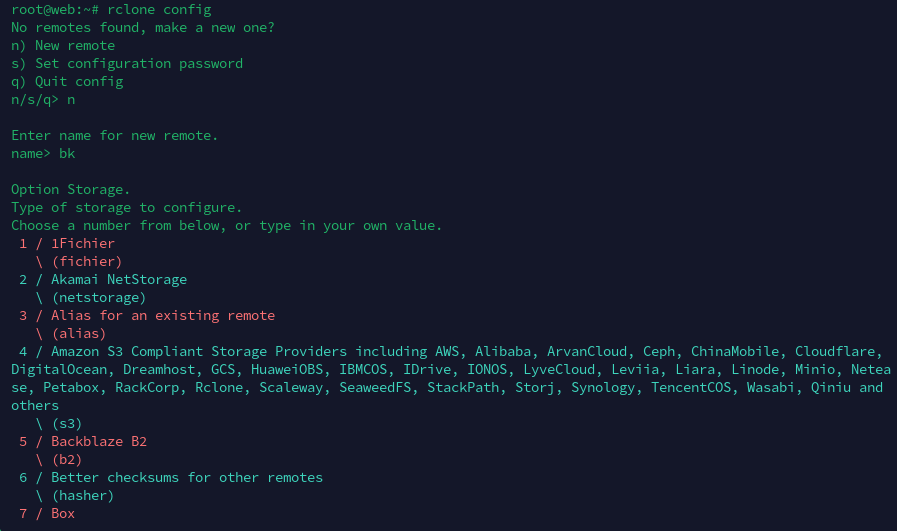 root@web:~# rclone config
No remotes found, make a new one?
n) New remote
s) Set configuration password
q) Quit config
n/s/q> n
Enter name for new remote.
name> bk
Option Storage.
Type of storage to configure.
Choose a number from below, or type in your own value.
1 / 1Fichier
\ (fichier)
2 / Akamai NetStorage
\ (netstorage)
3 / Alias for an existing remote
\ (alias)
4 / Amazon S3 Compliant Storage Providers including AWS, Alibaba, ArvanCloud, Ceph, ChinaMobile, Cloudflare,
DigitalOcean, Dreamhost, GCS, HuaweiOBS, IBMCOS, IDrive, IONOS, LyveCloud, Leviia, Liara, Linode, Minio, Netea
se, Petabox, RackCorp, Rclone, Scaleway, SeaweedFS, StackPath, Storj, Synology, TencentCOS, Wasabi, Qiniu and
others
\ (s3)
5 / Backblaze B2
\ (b2)
6 / Better checksums for other remotes
\ (hasher)
7 / Box